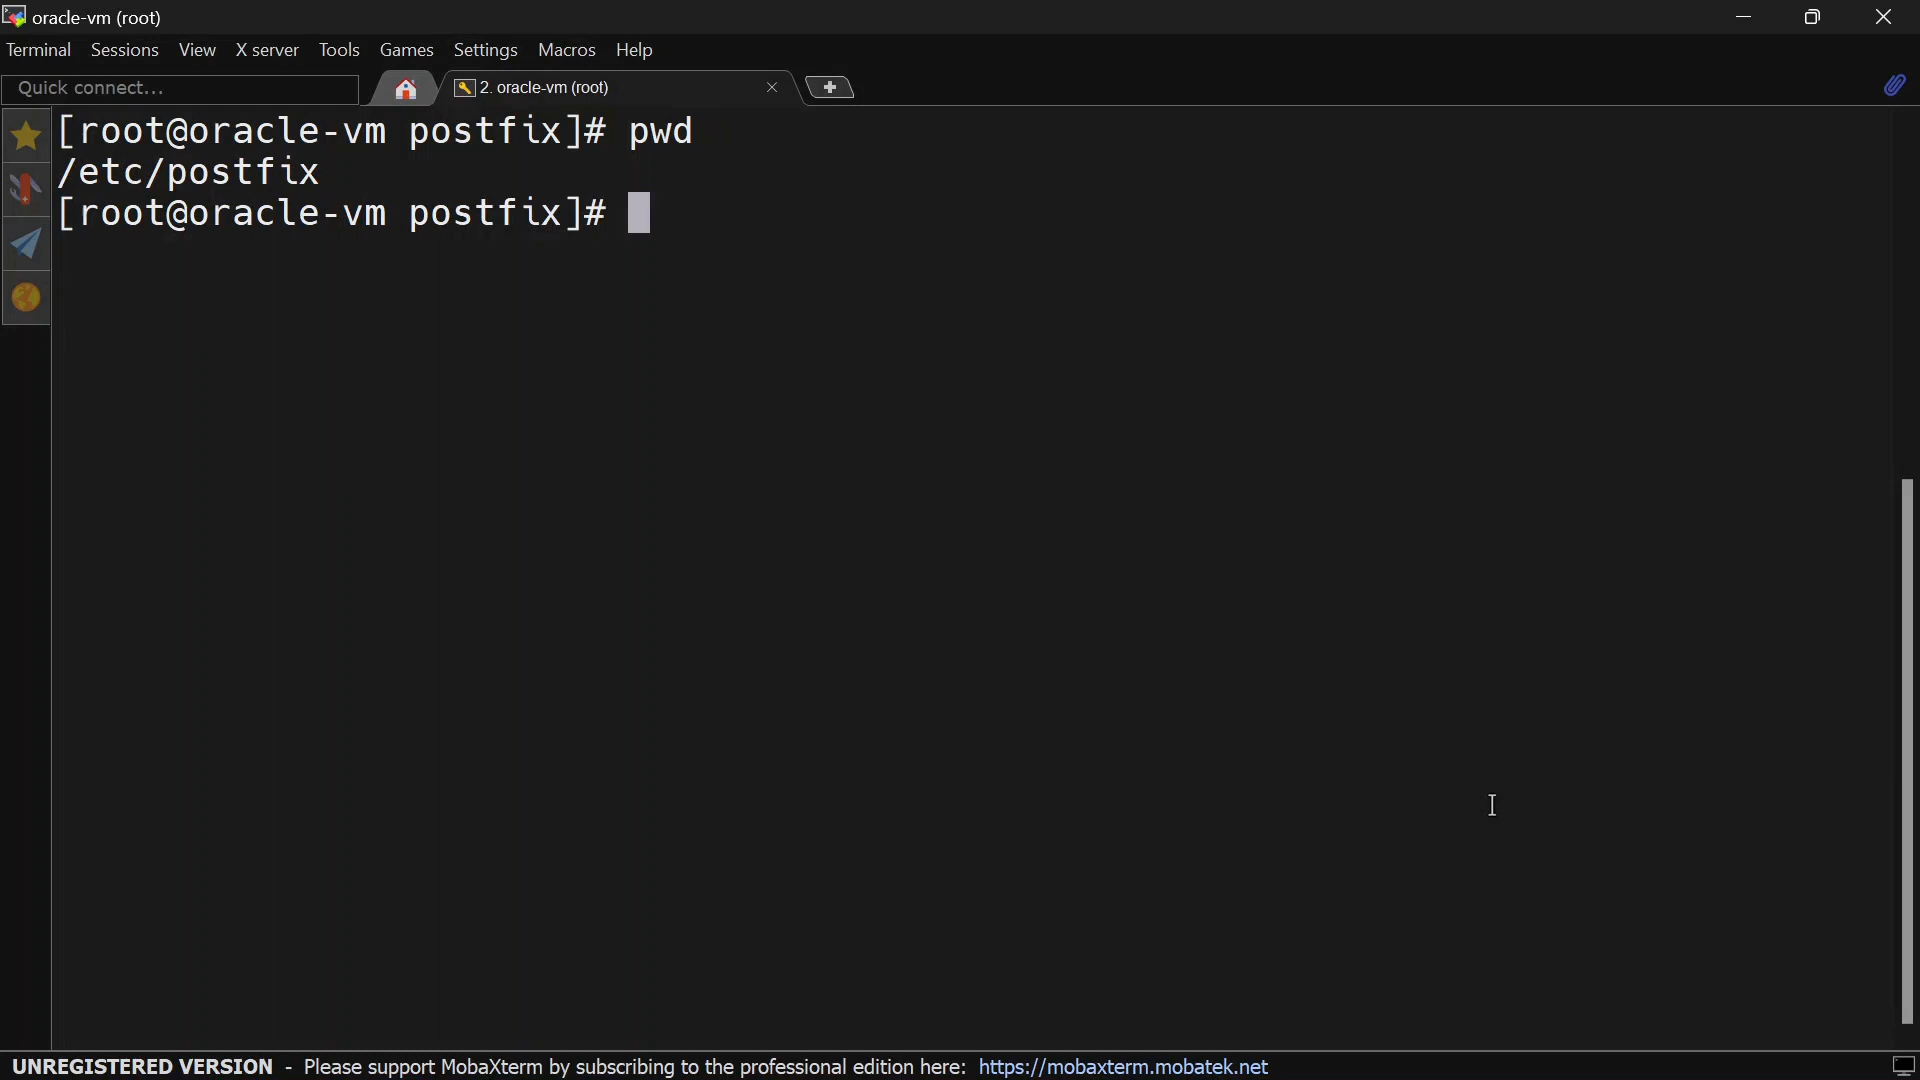 oracle-vm (root)
Terminal Sessions View X server Tools Games Settings Macros Help
Quick connect...
2. oracle-vm (root)
[root@oracle-vm postfix]# pwd
/etc/postfix
[root@oracle-vm postfix]#
UNREGISTERED VERSION - Please support MobaXterm by subscribing to the professional edition here: https://mobaxterm.mobatek.net